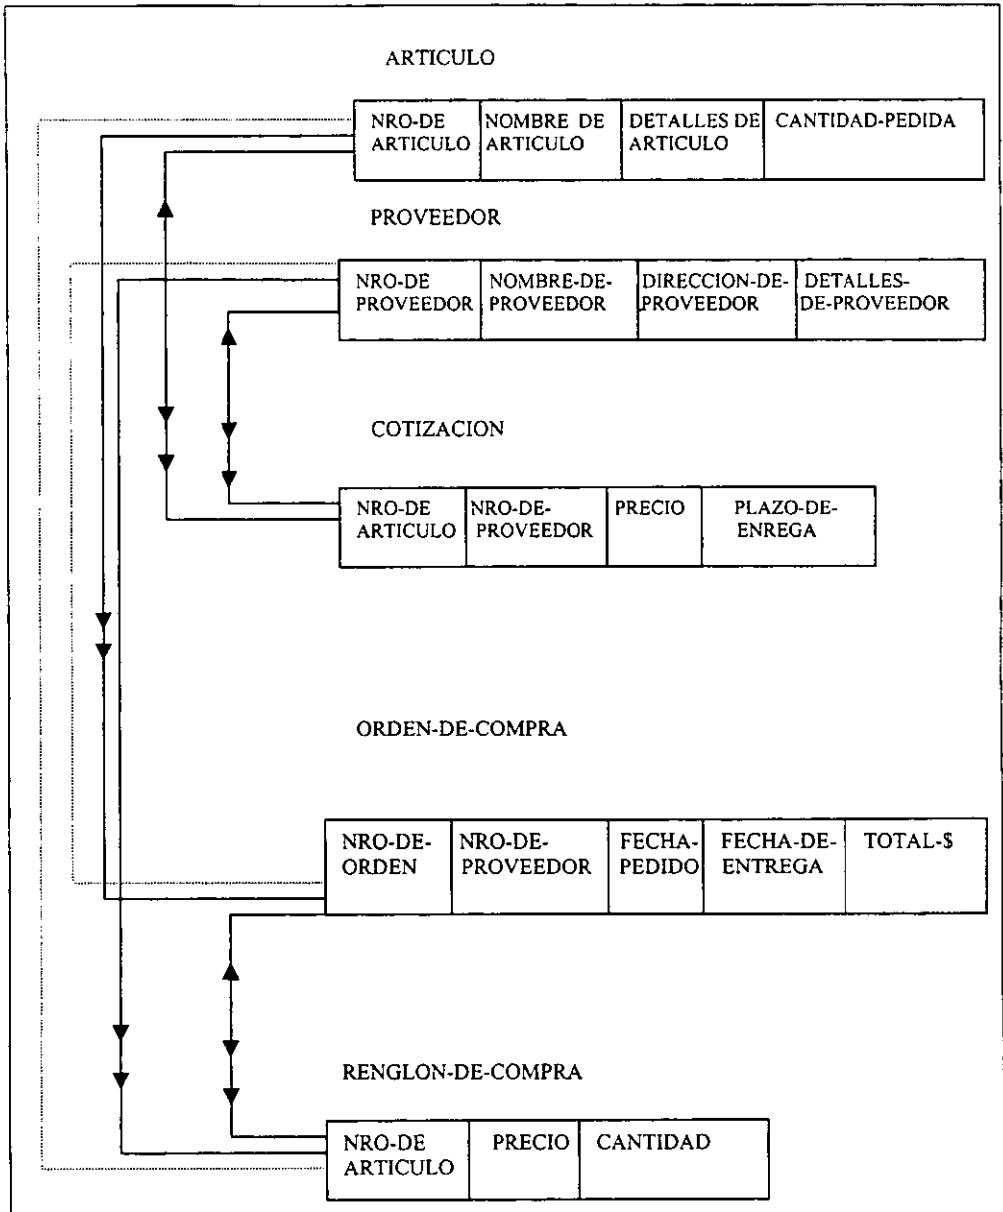 ARTICULO
NRO-DE ARTICULO
NOMBRE DE ARTICULO
DETALLES DE ARTICULO
CANTIDAD-PEDIDA
PROVEEDOR
NRO-DE PROVEEDOR
NOMBRE-DE- PROVEEDOR
DIRECCION-DE- PROVEEDOR
DETALLES- DE-PROVEEDOR
COTIZACION
NRO-DE ARTICULO
NRO-DE- PROVEEDOR
PRECIO
PLAZO-DE- ENREGA
ORDEN-DE-COMPRA
NRO-DE- ORDEN
NRO-DE- PROVEEDOR
FECHA- PEDIDO
FECHA-DE- ENTREGA
TOTAL-$
RENGLON-DE-COMPRA
NRO-DE ARTICULO
PRECIO
CANTIDAD